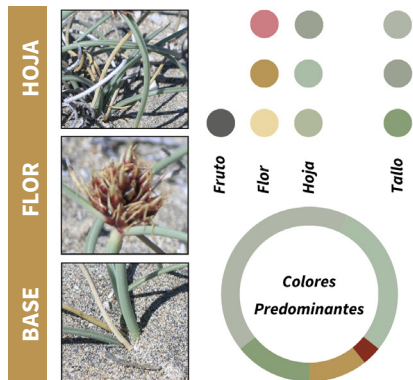 HOJA
FLOR
BASE
Fruto
Flor
Hoja
Tallo
Colores
Predominantes